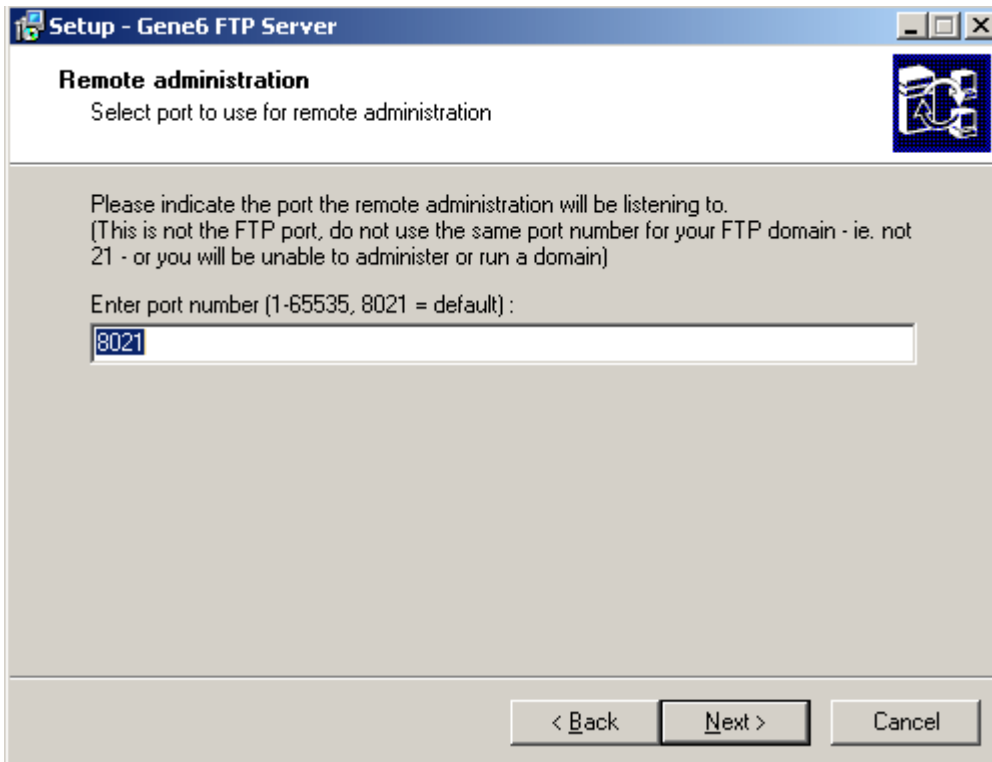 Setup - Gene6 FTP Server
Remote administration
Select port to use for remote administration
Please indicate the port the remote administration will be listening to.
(This is not the FTP port, do not use the same port number for your FTP domain - ie. not
21 - or you will be unable to administer or run a domain)
Enter port number (1-65535, 8021 = default) :
8021
< Back
Next >
Cancel